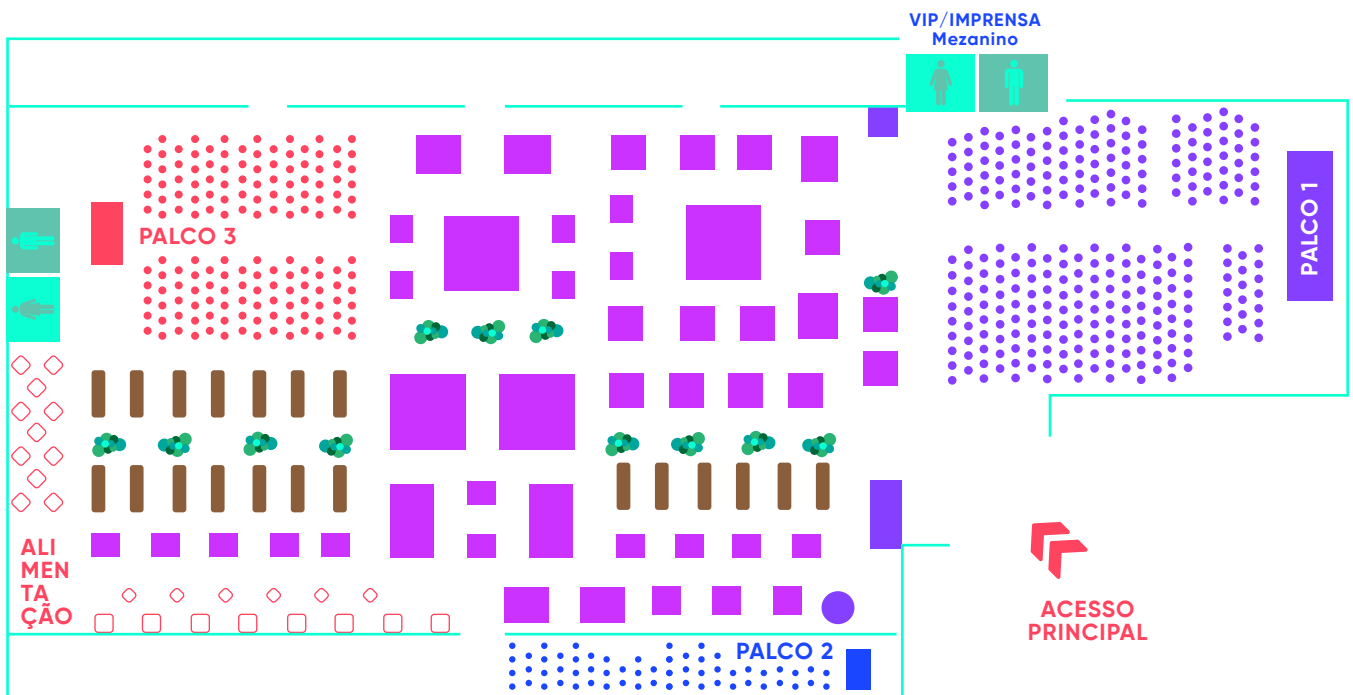 VIP/IMPRENSA
Mezanino
PALCO 1
PALCO 3
ALI
MEN
TA
ÇÃO
ACESSO
PRINCIPAL
PALCO 2